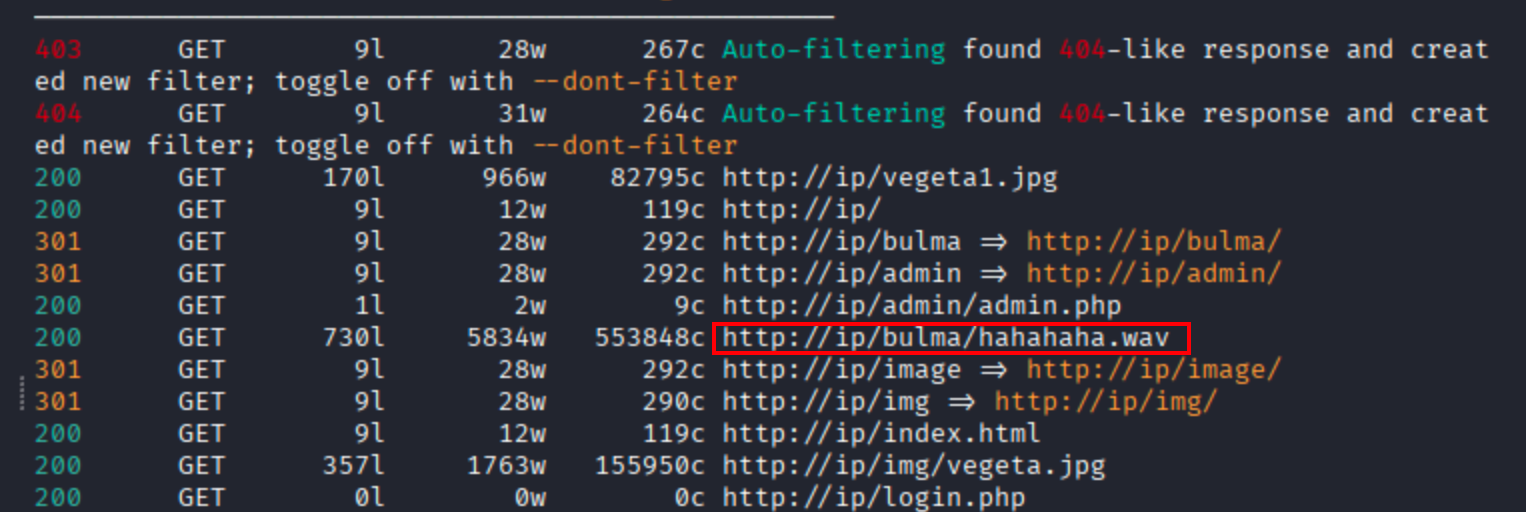 403 GET 9l 28w 267c Auto-filtering found 404-like response and creat
ed new filter; toggle off with --dont-filter
404 GET 9l 31w 264c Auto-filtering found 404-like response and creat
ed new filter; toggle off with --dont-filter
200 GET 170l 966w 82795c http://ip/vegeta1.jpg
200 GET 9l 12w 119c http://ip/
301 GET 9l 28w 292c http://ip/bulma => http://ip/bulma/
301 GET 9l 28w 292c http://ip/admin => http://ip/admin/
200 GET 1l 2w 9c http://ip/admin/admin.php
200 GET 730l 5834w 553848c http://ip/bulma/hahahaha.wav
301 GET 9l 28w 292c http://ip/image => http://ip/image/
301 GET 9l 28w 290c http://ip/img => http://ip/img/
200 GET 9l 12w 119c http://ip/index.html
200 GET 357l 1763w 155950c http://ip/img/vegeta.jpg
200 GET 0l 0w 0c http://ip/login.php